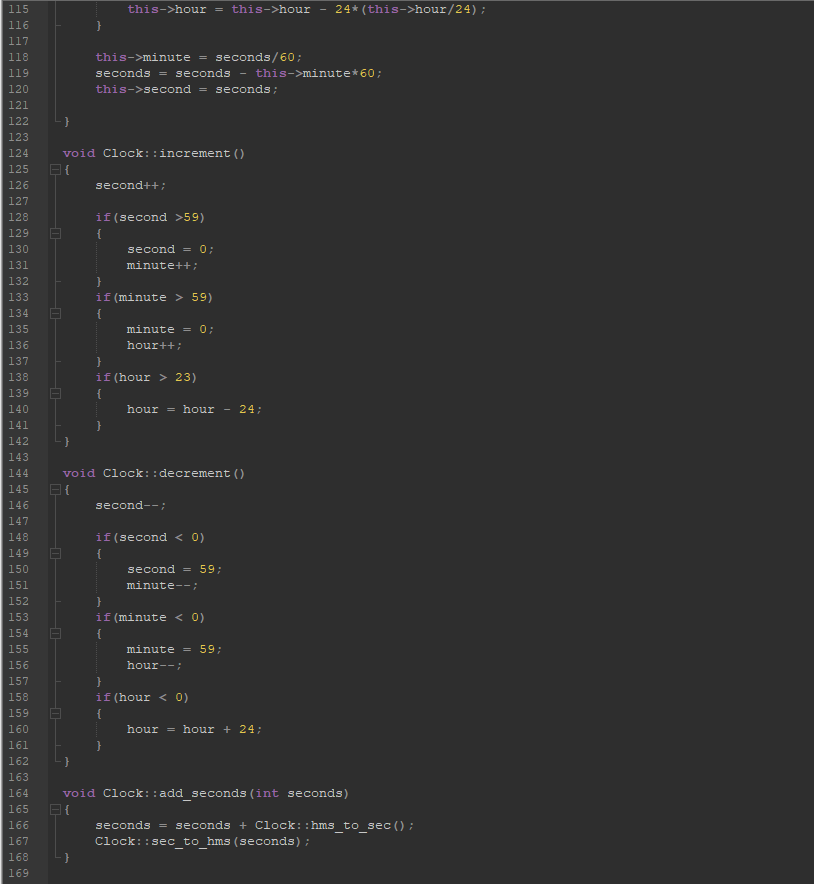 115 this->hour = this->hour - 24*(this->hour/24);
116 }
117
118 this->minute = seconds/60;
119 seconds = seconds - this->minute*60;
120 this->second = seconds;
121
122 }
123
124 void Clock::increment()
125 {
126 second++;
127
128 if(second >59)
129 {
130 second = 0;
131 minute++;
132 }
133 if(minute > 59)
134 {
135 minute = 0;
136 hour++;
137 }
138 if(hour > 23)
139 {
140 hour = hour - 24;
141 }
142 }
143
144 void Clock::decrement()
145 {
146 second--;
147
148 if(second < 0)
149 {
150 second = 59;
151 minute--;
152 }
153 if(minute < 0)
154 {
155 minute = 59;
156 hour--;
157 }
158 if(hour < 0)
159 {
160 hour = hour + 24;
161 }
162 }
163
164 void Clock::add_seconds(int seconds)
165 {
166 seconds = seconds + Clock::hms_to_sec();
167 Clock::sec_to_hms(seconds);
168 }
169